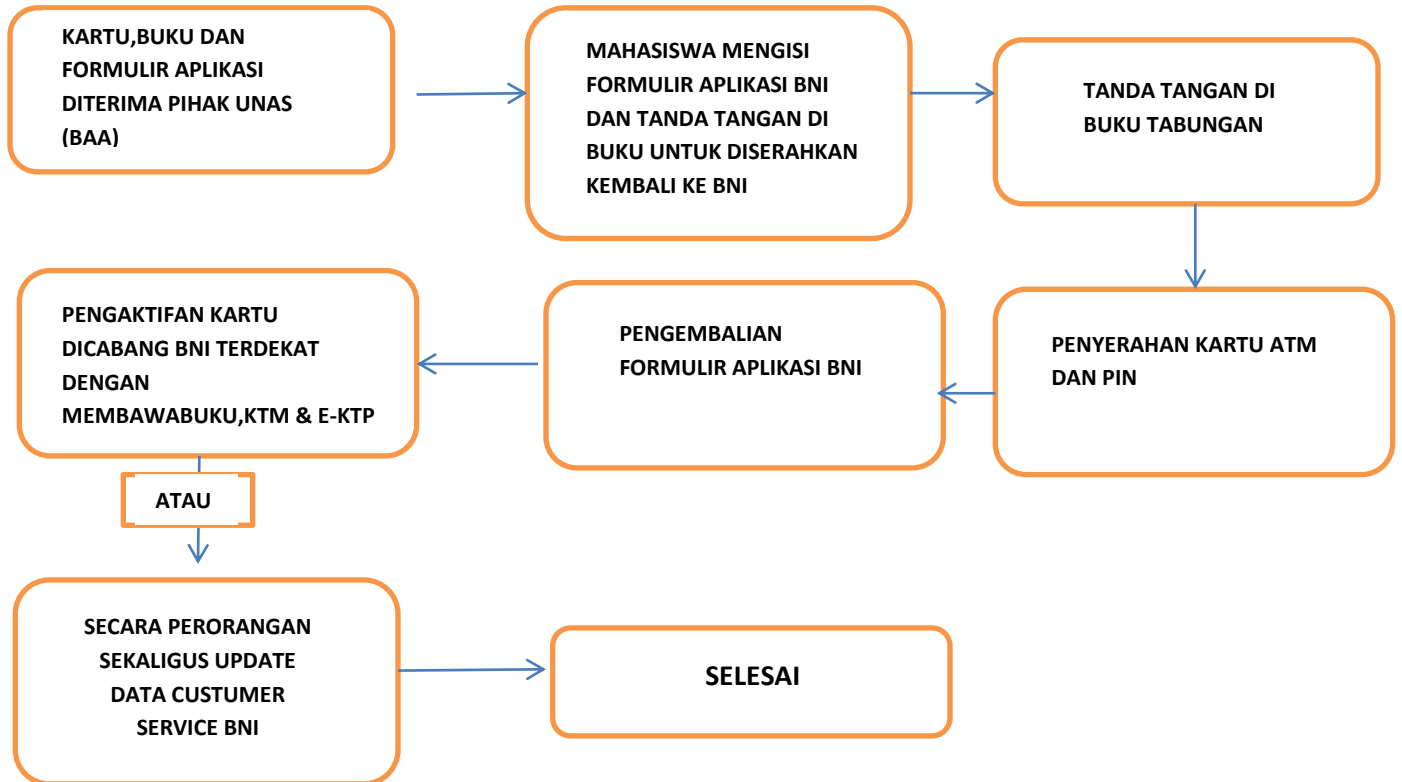 KARTU,BUKU DAN
FORMULIR APLIKASI
DITERIMA PIHAK UNAS
(BAA)
MAHASISWA MENGISI
FORMULIR APLIKASI BNI
DAN TANDA TANGAN DI
BUKU UNTUK DISERAHKAN
KEMBALI KE BNI
TANDA TANGAN DI
BUKU TABUNGAN
PENYERAHAN KARTU ATM
DAN PIN
PENGEMBALIAN
FORMULIR APLIKASI BNI
PENGAKTIFAN KARTU
DICABANG BNI TERDEKAT
DENGAN
MEMBAWABUKU,KTM & E-KTP
ATAU
SECARA PERORANGAN
SEKALIGUS UPDATE
DATA CUSTUMER
SERVICE BNI
SELESAI